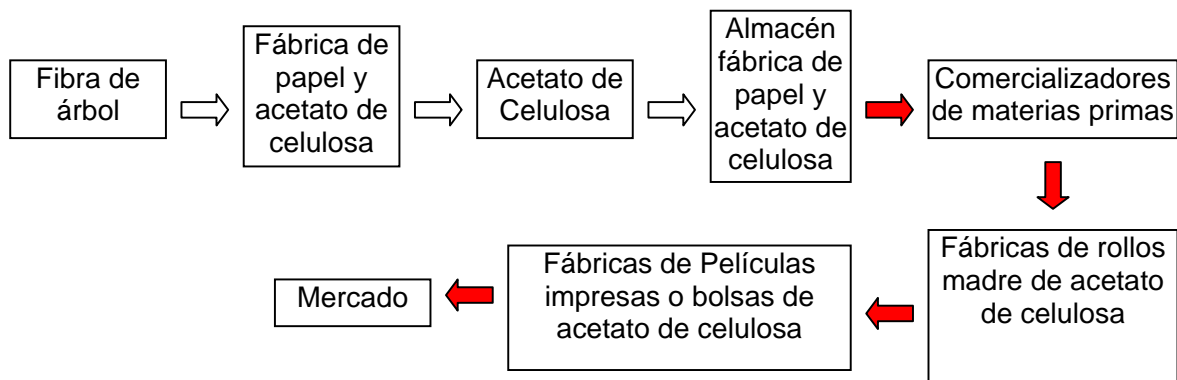 Fibra de
árbol
Fábrica de
papel y
acetato de
celulosa
Acetato de
Celulosa
Almacén
fábrica de
papel y
acetato de
celulosa
Comercializadores
de materias primas
Fábricas de rollos
madre de acetato
de celulosa
Fábricas de Películas
impresas o bolsas de
acetato de celulosa
Mercado